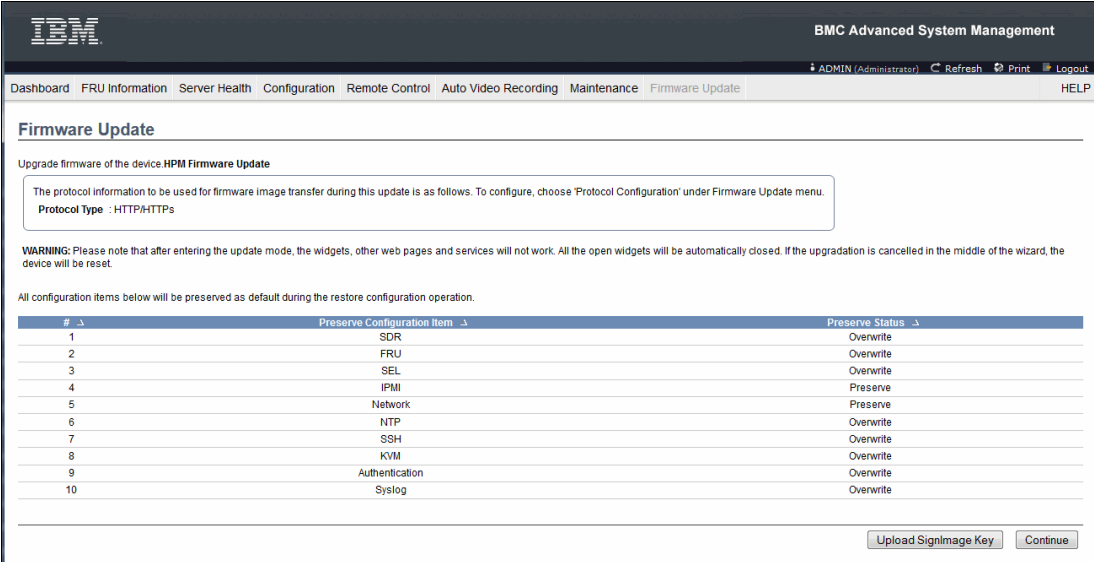 IBM.
BMC Advanced System Management
ADMIN (Administrator) Refresh Print Logout
Dashboard FRU Information Server Health Configuration Remote Control Auto Video Recording Maintenance Firmware Update HELP
Firmware Update
Upgrade firmware of the device.HPM Firmware Update
The protocol information to be used for firmware image transfer during this update is as follows. To configure, choose 'Protocol Configuration' under Firmware Update menu.
Protocol Type : HTTP/HTTPs
WARNING: Please note that after entering the update mode, the widgets, other web pages and services will not work. All the open widgets will be automatically closed. If the upgradation is cancelled in the middle of the wizard, the
device will be reset.
All configuration items below will be preserved as default during the restore configuration operation.
# Preserve Configuration Item Preserve Status
1 SDR Overwrite
2 FRU Overwrite
3 SEL Overwrite
4 IPMI Preserve
5 Network Preserve
6 NTP Overwrite
7 SSH Overwrite
8 KVM Overwrite
9 Authentication Overwrite
10 Syslog Overwrite
Upload SignImage Key Continue